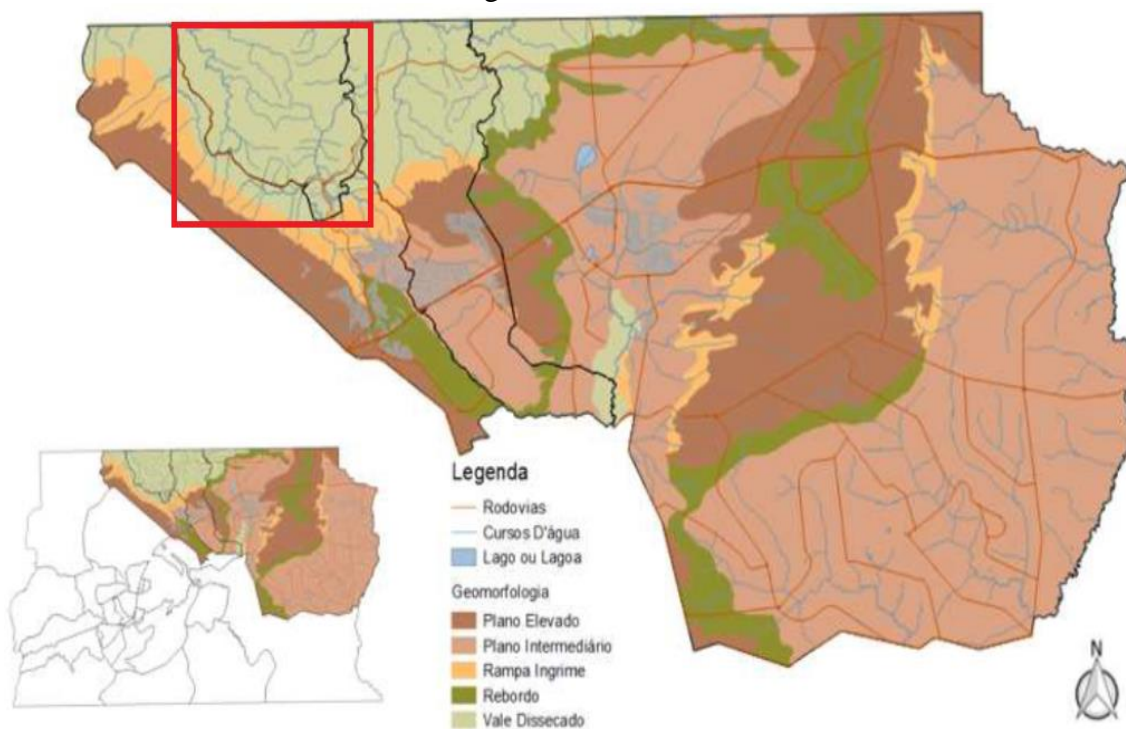 Legenda
Rodovias
Cursos D'água
Lago ou Lagoa
Geomorfologia
Plano Elevado
Plano Intermediário
Rampa Ingrime
Rebordo
Vale Dissecado
N